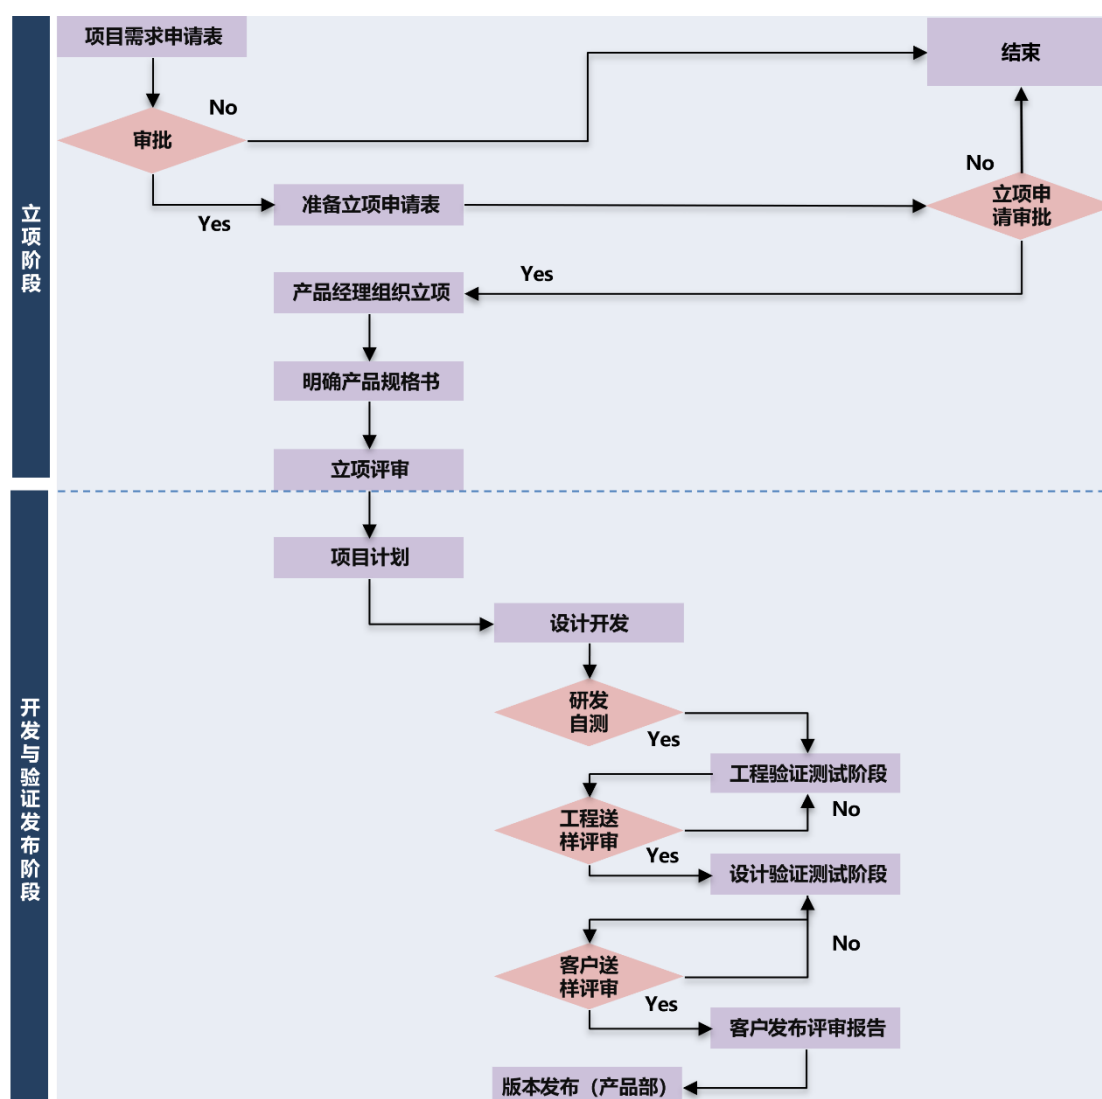 立项阶段
项目需求申请表
结束
No
审批
No
准备立项申请表
立项申
请审批
Yes
Yes
产品经理组织立项
明确产品规格书
立项评审
开发与验证发布阶段
项目计划
设计开发
研发
自测
Yes
工程验证测试阶段
No
工程送
样评审
Yes
设计验证测试阶段
No
客户送
样评审
Yes
客户发布评审报告
版本发布（产品部）